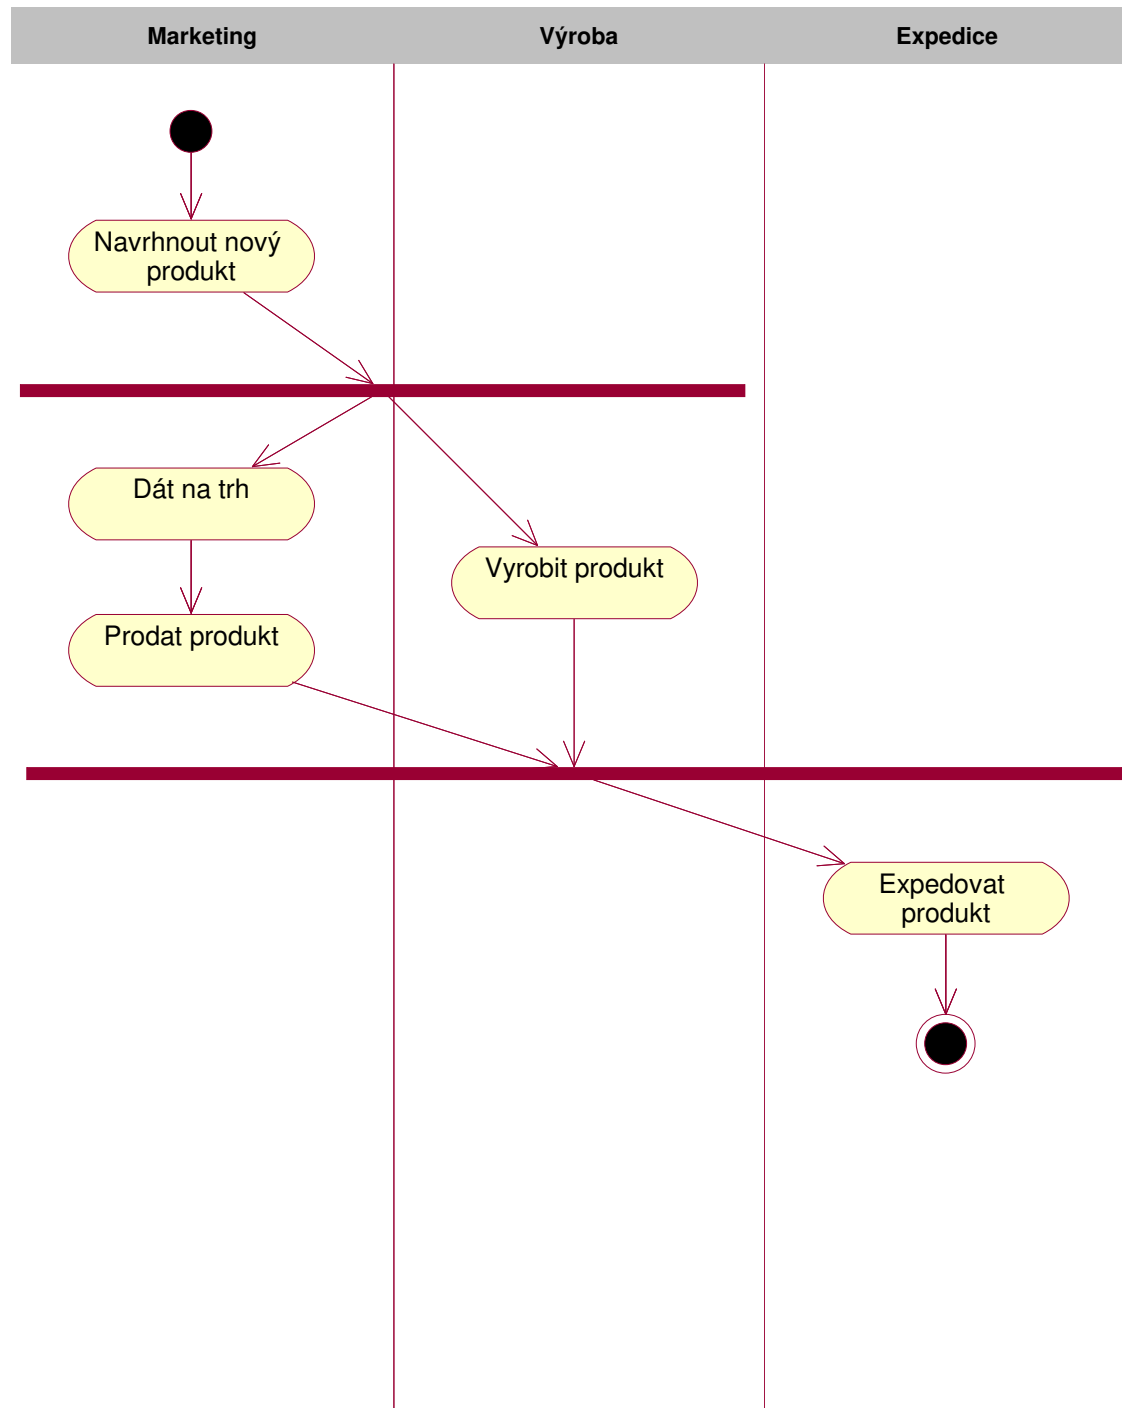 Marketing
Výroba
Expedice
Navrhnout nový
produkt
Dát na trh
Vyrobit produkt
Prodat produkt
Expedovat
produkt